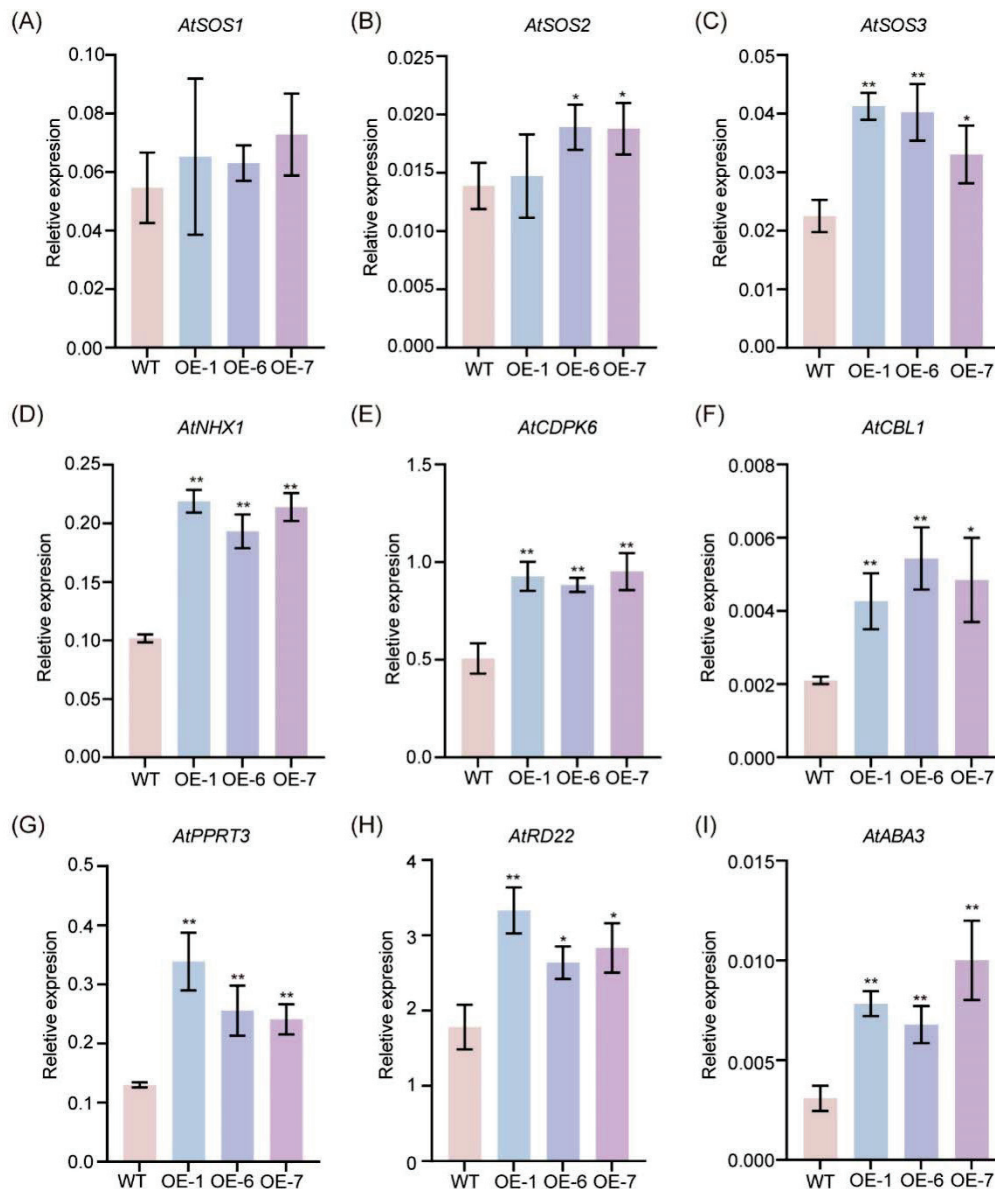 (A) AtSOS1
Reletive expresion
0.10
0.08
0.06
0.04
0.02
0.00
WT OE-1 OE-6 OE-7
(B) AtSOS2
Reletive expresion
0.025
0.020
0.015
0.010
0.005
0.000
* *
WT OE-1 OE-6 OE-7
(C) AtSOS3
Reletive expresion
0.05
0.04
0.03
0.02
0.01
0.00
** ** *
WT OE-1 OE-6 OE-7
(D) AtNHX1
Reletive expresion
0.25
0.20
0.15
0.10
0.05
0.00
** ** **
WT OE-1 OE-6 OE-7
(E) AtCDPK6
Reletive expresion
1.5
1.0
0.5
0.0
** ** **
WT OE-1 OE-6 OE-7
(F) AtCBL1
Reletive expresion
0.008
0.006
0.004
0.002
0.000
** ** *
WT OE-1 OE-6 OE-7
(G) AtPPRT3
Reletive expresion
0.5
0.4
0.3
0.2
0.1
0.0
** ** **
WT OE-1 OE-6 OE-7
(H) AtRD22
Reletive expresion
4
3
2
1
0
** * *
WT OE-1 OE-6 OE-7
(I) AtABA3
Reletive expresion
0.015
0.010
0.005
0.000
** ** **
WT OE-1 OE-6 OE-7